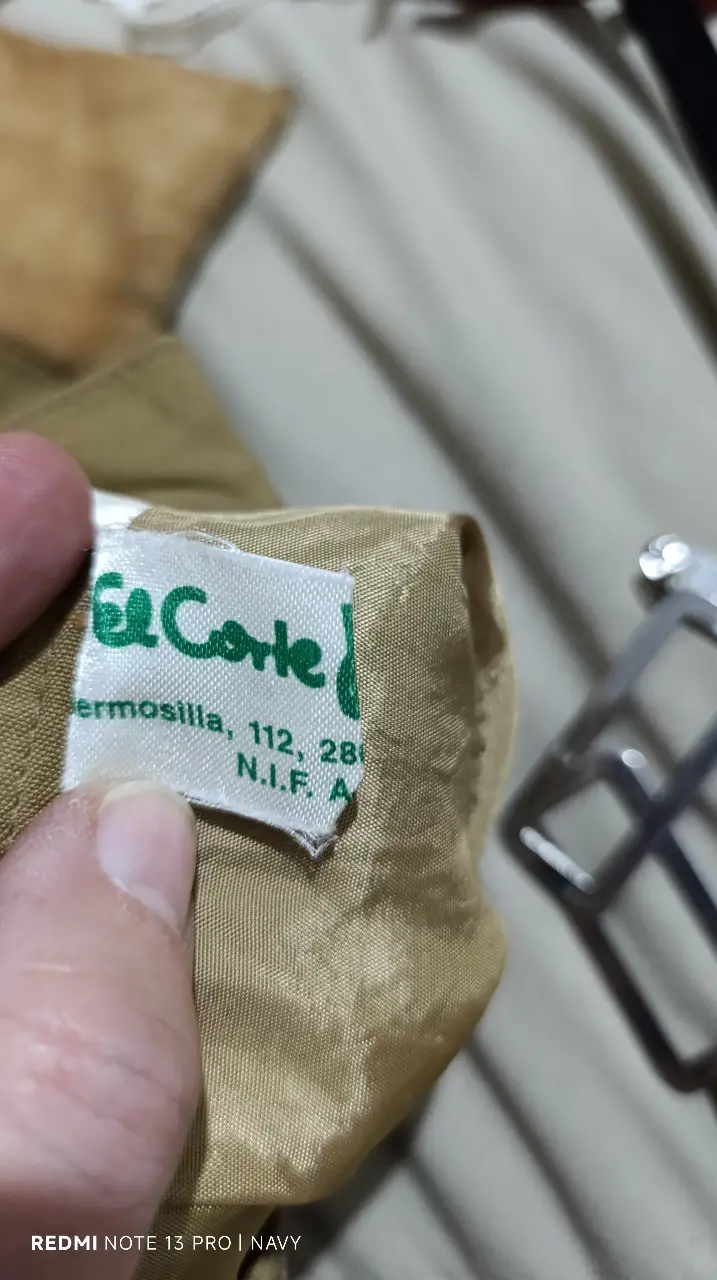 El Corte
ermosilla, 112, 28
N.I.F. A
REDMI NOTE 13 PRO | NAVY